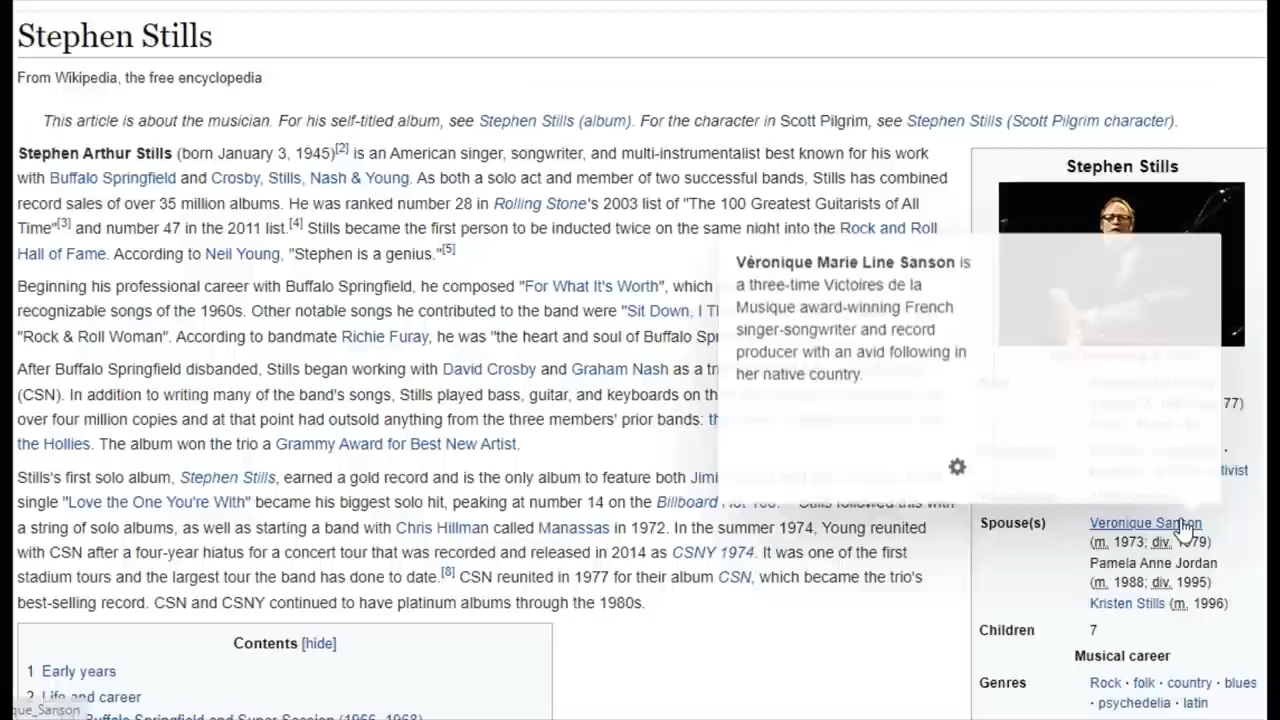 Stephen Stills
From Wikipedia, the free encyclopedia
This article is about the musician. For his self-titled album, see Stephen Stills (album). For the character in Scott Pilgrim, see Stephen Stills (Scott Pilgrim character).
Stephen Arthur Stills (born January 3, 1945)[2] is an American singer, songwriter, and multi-instrumentalist best known for his work
with Buffalo Springfield and Crosby, Stills, Nash & Young. As both a solo act and member of two successful bands, Stills has combined
record sales of over 35 million albums. He was ranked number 28 in Rolling Stone's 2003 list of "The 100 Greatest Guitarists of All
Time"[3] and number 47 in the 2011 list.[4] Stills became the first person to be inducted twice on the same night into the Rock and Roll
Hall of Fame. According to Neil Young, "Stephen is a genius."[5]
Beginning his professional career with Buffalo Springfield, he composed "For What It's Worth", which
recognizable songs of the 1960s. Other notable songs he contributed to the band were "Sit Down, I
"Rock & Roll Woman". According to bandmate Richie Furay, he was "the heart and soul of Buffalo
After Buffalo Springfield disbanded, Stills began working with David Crosby and Graham Nash as a
(CSN). In addition to writing many of the band's songs, Stills played bass, guitar, and keyboards on
over four million copies and at that point had outsold anything from the three members' prior bands:
the Hollies. The album won the trio a Grammy Award for Best New Artist.
Stills's first solo album, Stephen Stills, earned a gold record and is the only album to feature both
single "Love the One You're With" became his biggest solo hit, peaking at number 14 on the Billboard
a string of solo albums, as well as starting a band with Chris Hillman called Manassas in 1972. In the summer 1974, Young reunited
with CSN after a four-year hiatus for a concert tour that was recorded and released in 2014 as CSNY 1974. It was one of the first
stadium tours and the largest tour the band has done to date.[8] CSN reunited in 1977 for their album CSN, which became the trio's
best-selling record. CSN and CSNY continued to have platinum albums through the 1980s.
Contents [hide]
1 Early years
2 Life and career
Buffalo Springfield and Super Session (1966–1968)
que_Sanson
Véronique Marie Line Sanson is
a three-time Victoires de la
Musique award-winning French
singer-songwriter and record
producer with an avid following in
her native country.
Stephen Stills
77)
Spouse(s)
Veronique Sanson
(m. 1973; div. 1979)
Pamela Anne Jordan
(m. 1988; div. 1995)
Kristen Stills (m. 1996)
Children 7
Musical career
Genres Rock · folk · country · blues
· psychedelia · latin